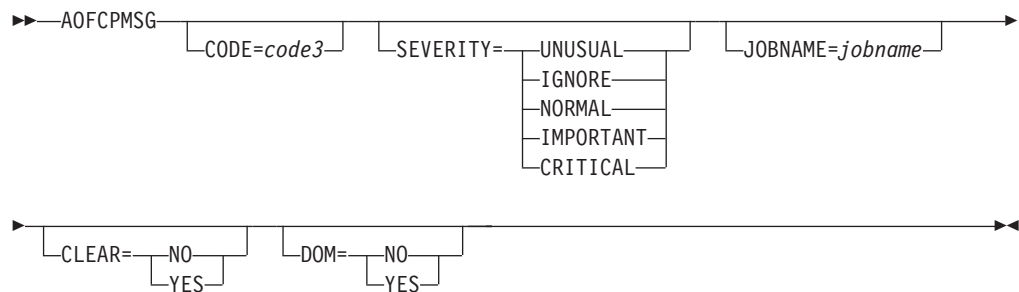 AOFCPMSG
CODE=code3
SEVERITY= UNUSUAL
IGNORE
NORMAL
IMPORTANT
CRITICAL
JOBNAME=jobname
CLEAR= NO
YES
DOM= NO
YES